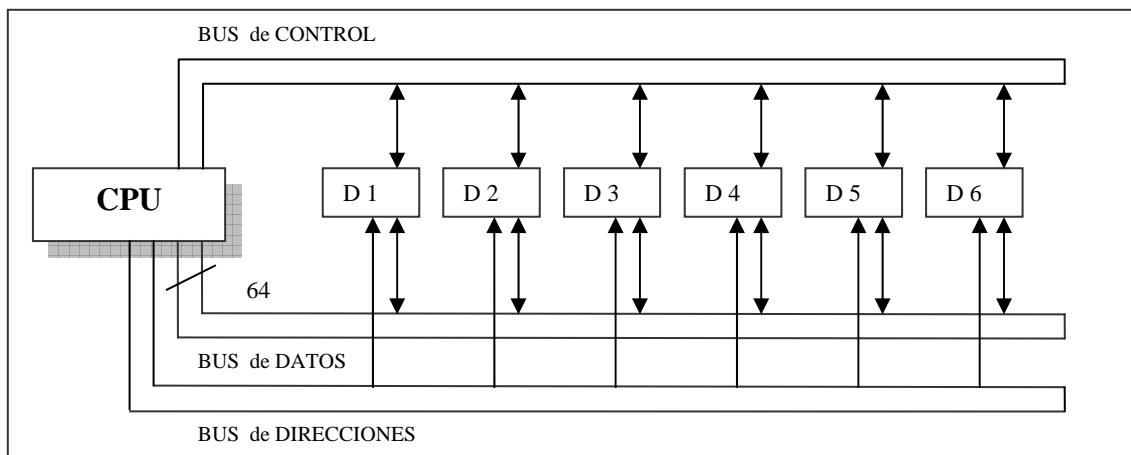 BUS de CONTROL
CPU
D 1
D 2
D 3
D 4
D 5
D 6
64
BUS de DATOS
BUS de DIRECCIONES